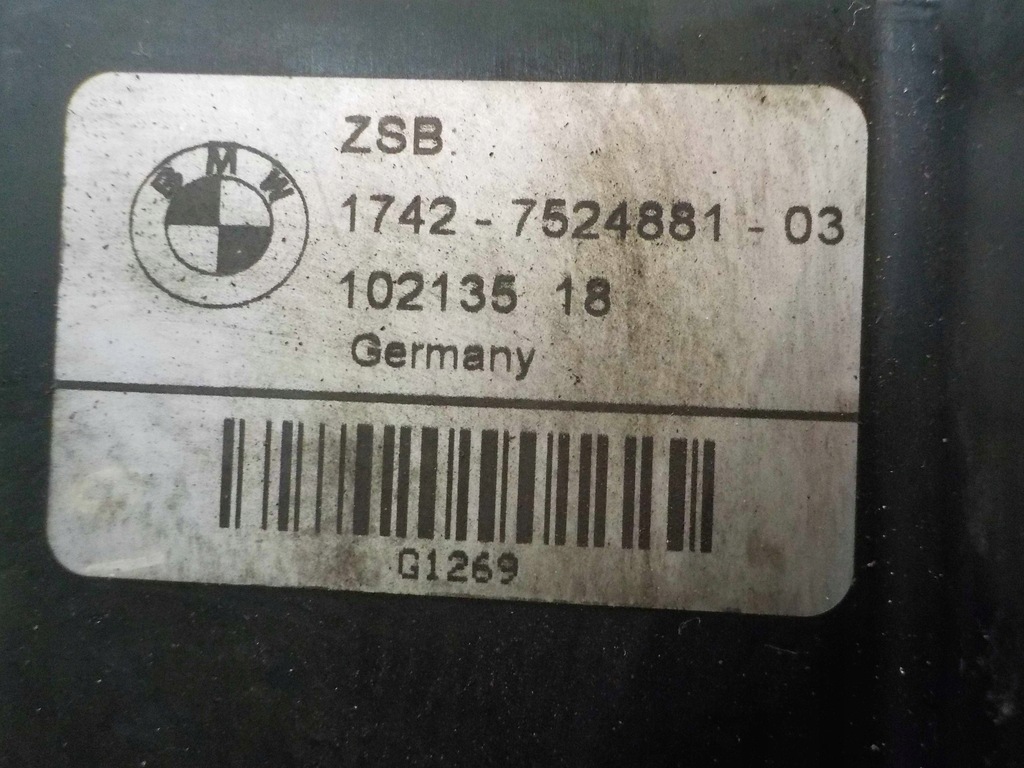 BMW
ZSB
1742 - 7524881 - 03
102135 18
Germany
G1269